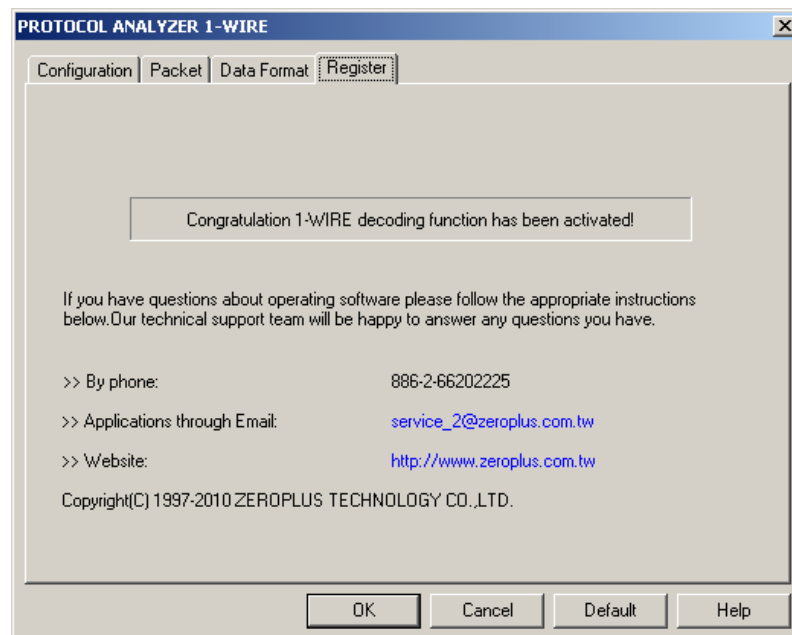 PROTOCOL ANALYZER 1-WIRE
Configuration Packet Data Format Register
Congratulation 1-WIRE decoding function has been activated!
If you have questions about operating software please follow the appropriate instructions
below.Our technical support team will be happy to answer any questions you have.
>> By phone: 886-2-66202225
>> Applications through Email: service_2@zeroplus.com.tw
>> Website: http://www.zeroplus.com.tw
Copyright(C) 1997-2010 ZEROPLUS TECHNOLOGY CO.,LTD.
OK Cancel Default Help